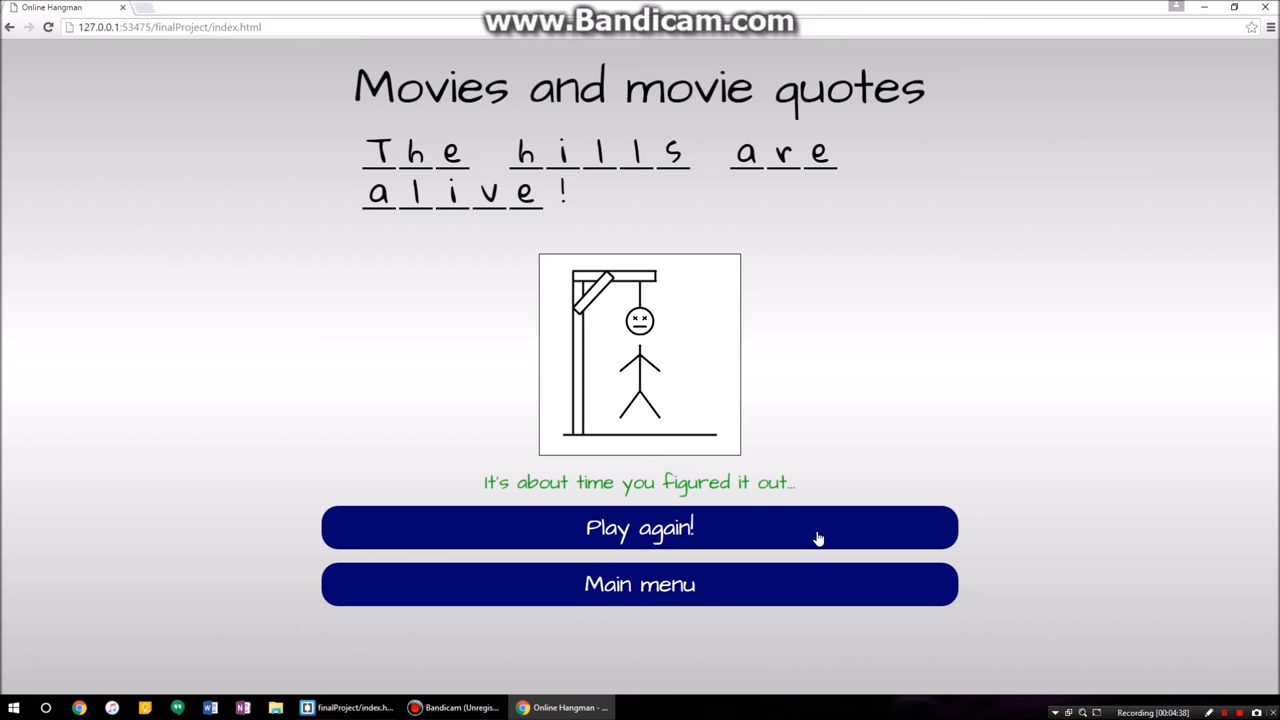 Online Hangman
www.Bandicam.com
127.0.0.1:53475/finalProject/index.html
Movies and movie quotes
The hills are
alive!
It's about time you figured it out...
Play again!
Main menu
finalProject/index.h...
Bandicam (Unregis...
Online Hangman - ...
Recording [00:04:38]